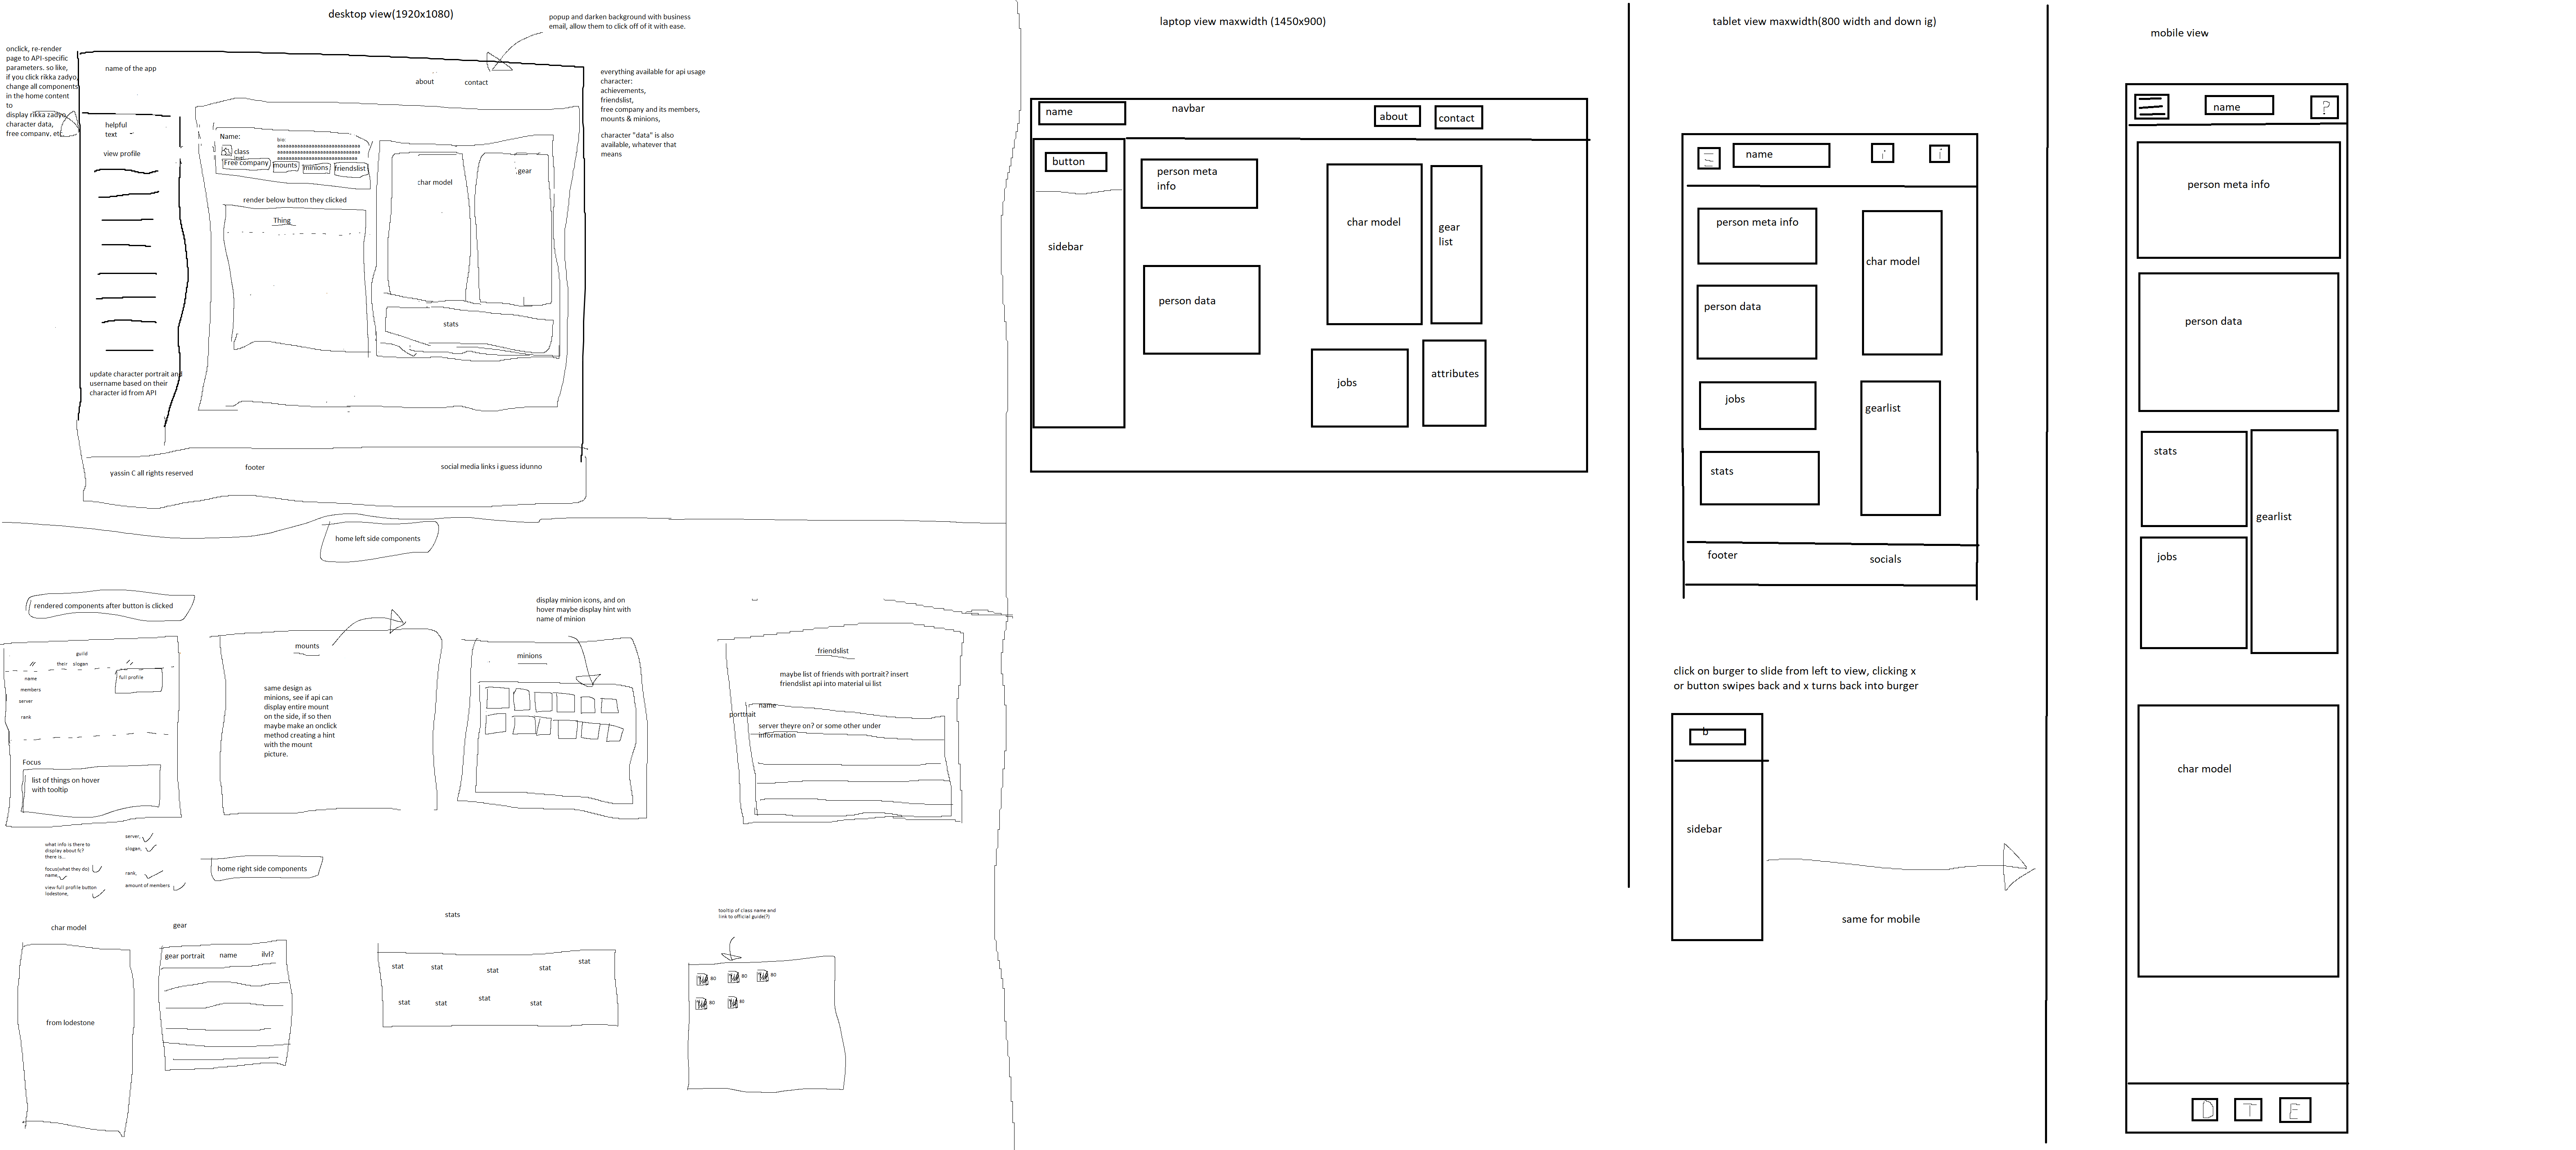 desktop view(1920x1080)
popup and darken background with business
email, allow them to click off of it with ease.
onclick, re-render
page to API-specific
parameters. so like,
if you click rikka zadyo,
change all components
in the home content
to
display rikka zadyo,
character data,
free company, etc
name of the app
about
contact
everything available for api usage
character:
achievements,
friendslist,
free company and its members,
mounts & minions,
character "data" is also
available, whatever that
means
helpful
text
view profile
Name:
class
level
bio:
Free company
mounts
minions
friendslist
render below button they clicked
Thing
char model
gear
stats
update character portrait and
username based on their
character id from API
yassin C all rights reserved
footer
social media links i guess idunno
home left side components
rendered components after button is clicked
guild
// their slogan //
name
full profile
members
server
rank
Focus
list of things on hover
with tooltip
mounts
same design as
minions, see if api can
display entire mount
on the side, if so then
maybe make an onclick
method creating a hint
with the mount
picture.
display minion icons, and on
hover maybe display hint with
name of minion
minions
friendslist
maybe list of friends with portrait? insert
friendslist api into material ui list
name
porttrait
server theyre on? or some other under
information
what info is there to
display about fc?
there is...
focus(what they do)
name,
view full profile button
lodestone,
server,
slogan,
rank,
amount of members
home right side components
char model
from lodestone
gear
gear portrait name ilvl?
stats
stat stat stat stat stat
stat stat stat stat
tooltip of class name and
link to official guide(?)
80 80 80
80 80
laptop view maxwidth (1450x900)
name
navbar
about
contact
button
sidebar
person meta
info
person data
char model
gear
list
jobs
attributes
tablet view maxwidth(800 width and down ig)
name
i
i
person meta info
char model
person data
jobs
gearlist
stats
footer
socials
click on burger to slide from left to view, clicking x
or button swipes back and x turns back into burger
b
sidebar
same for mobile
mobile view
name
?
person meta info
person data
stats
gearlist
jobs
char model
D T E